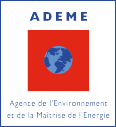 ADEME
Agence de l'Environnement
et de la Maîtrise de l'Energie